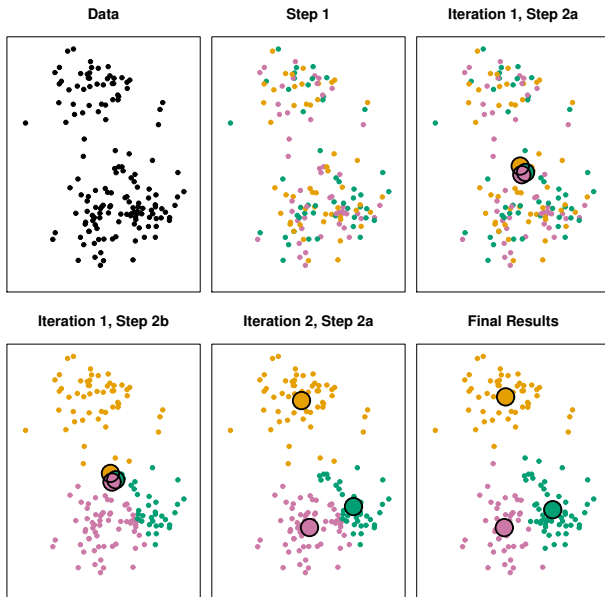 Data
Step 1
Iteration 1, Step 2a
Iteration 1, Step 2b
Iteration 2, Step 2a
Final Results